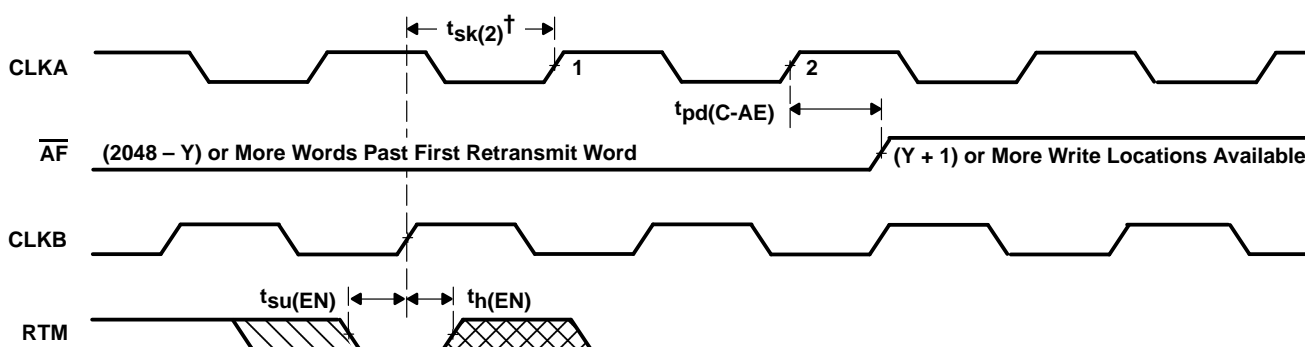 tsk(2)†
CLKA
1
2
tpd(C-AE)
AF
(2048 – Y) or More Words Past First Retransmit Word
(Y + 1) or More Write Locations Available
CLKB
tsu(EN)
th(EN)
RTM